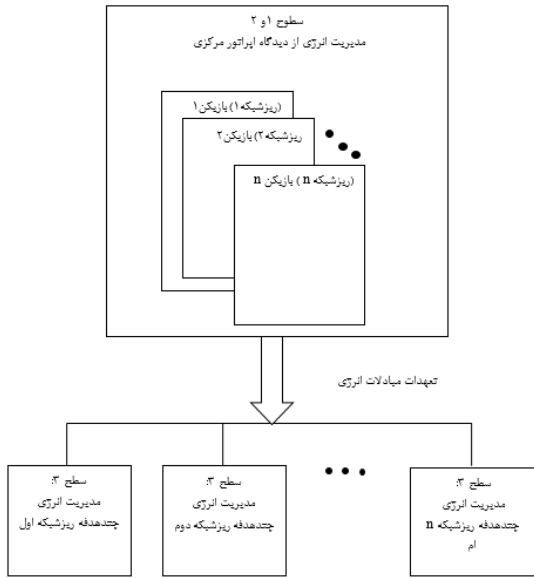 سطوح ۱ و ۲
مدیریت انرژی از دیدگاه اپراتور مرکزی
(ریزشبکه ۱) بازیکن ۱
ریزشبکه ۲) بازیکن ۲
(ریزشبکه n ) بازیکن n
تعهدات مبادلات انرژی
سطح ۳:
مدیریت انرژی
چندهدفه ریزشبکه اول
سطح ۳:
مدیریت انرژی
چندهدفه ریزشبکه دوم
سطح ۳:
مدیریت انرژی
چندهدفه ریزشبکه n
ام